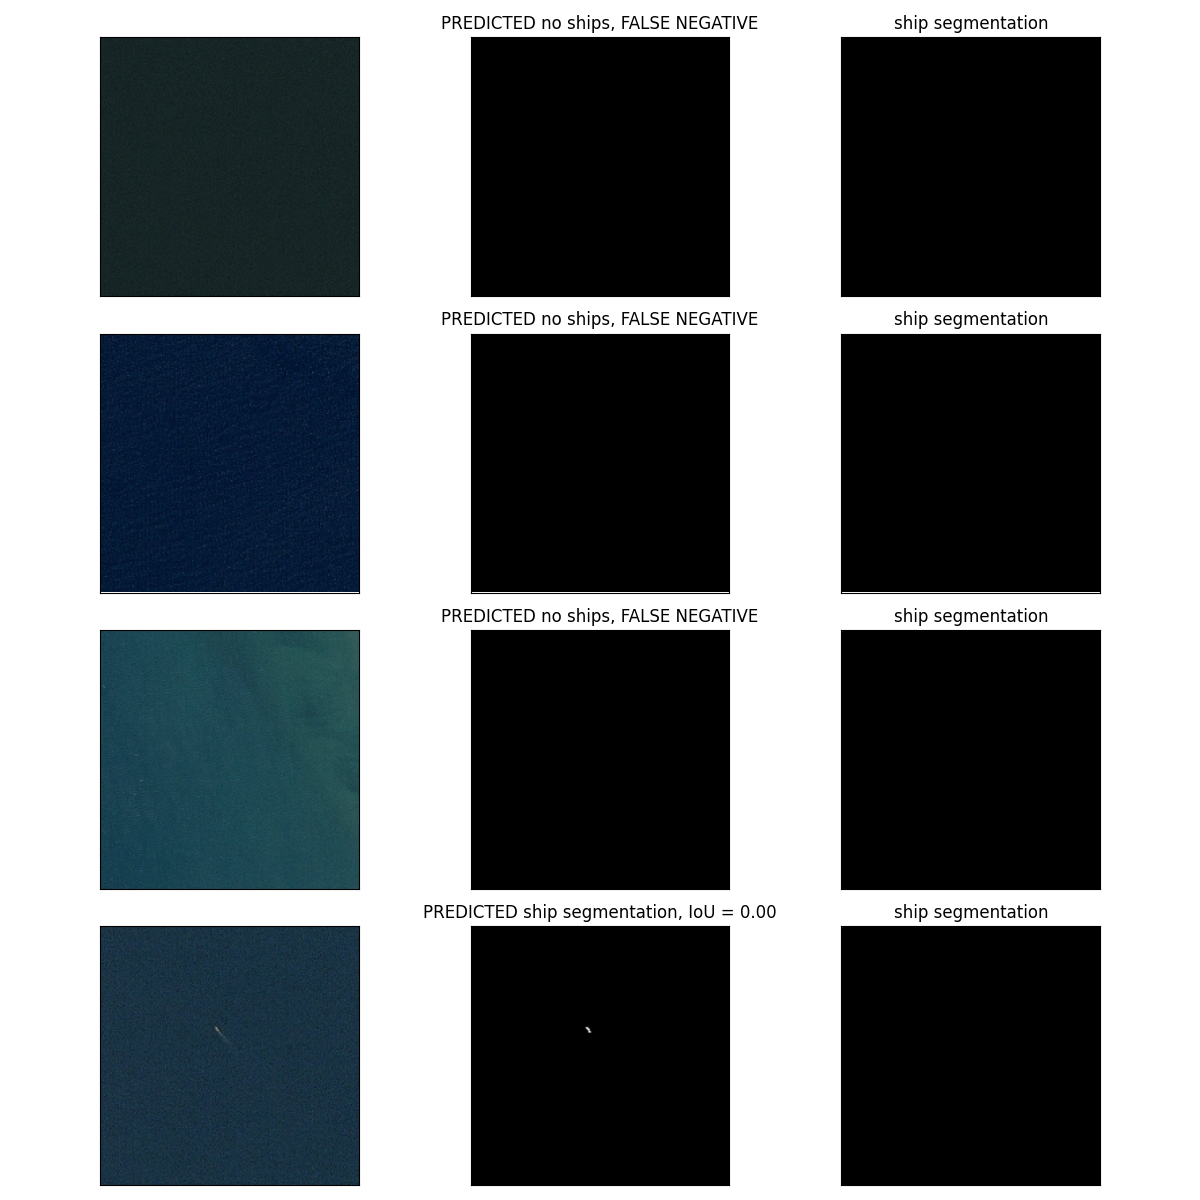 PREDICTED no ships, FALSE NEGATIVE
ship segmentation
PREDICTED no ships, FALSE NEGATIVE
ship segmentation
PREDICTED no ships, FALSE NEGATIVE
ship segmentation
PREDICTED ship segmentation, IoU = 0.00
ship segmentation